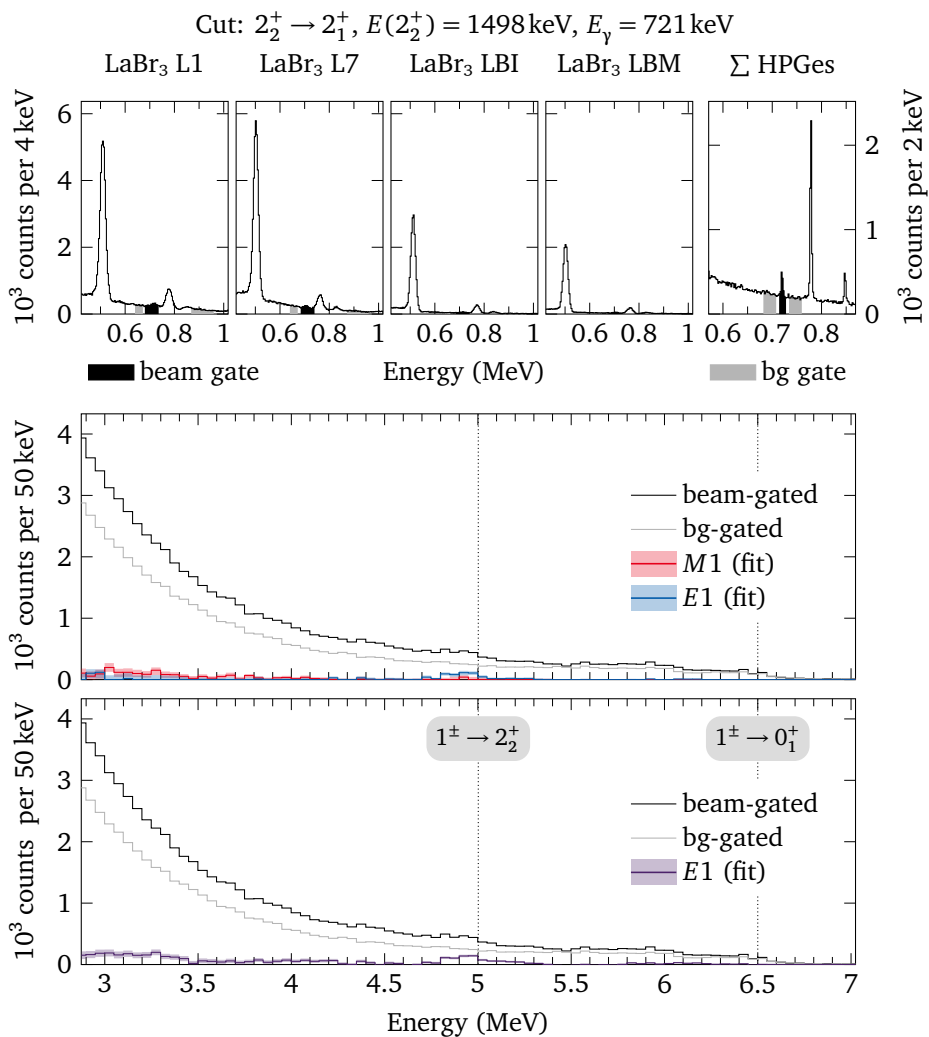 Cut: 2₂⁺ → 2₁⁺, E(2₂⁺) = 1498 keV, Eᵧ = 721 keV
LaBr₃ L1 LaBr₃ L7 LaBr₃ LBI LaBr₃ LBM ∑ HPGes
10³ counts per 4 keV
6
4
2
0
2
1
0
10³ counts per 2 keV
0.6 0.8 1 0.6 0.8 1 0.6 0.8 1 0.6 0.8 1 0.6 0.7 0.8
beam gate Energy (MeV) bg gate
10³ counts per 50 keV
4
3
2
1
0
beam-gated
bg-gated
M1 (fit)
E1 (fit)
10³ counts per 50 keV
4
3
2
1
0
1± → 2₂⁺ 1± → 0₁⁺
beam-gated
bg-gated
E1 (fit)
3 3.5 4 4.5 5 5.5 6 6.5 7
Energy (MeV)